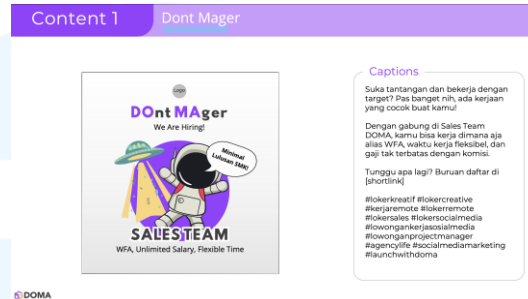 Content 1
Dont Mager
Logo
DOnt MAger
We Are Hiring!
Minimal
Lulusan SMK!
SALES TEAM
WFA, Unlimited Salary, Flexible Time
Captions
Suka tantangan dan bekerja dengan
target? Pas banget nih, ada kerjaan
yang cocok buat kamu!
Dengan gabung di Sales Team
DOMA, kamu bisa kerja dimana aja
alias WFA, waktu kerja fleksibel, dan
gaji tak terbatas dengan komisi.
Tunggu apa lagi? Buruan daftar di
[shortlink]
#lokerkreatif #lokercreative
#kerjaremote #lokerremote
#lokersales #lokersocialmedia
#lowongankerjasosialmedia
#lowonganprojectmanager
#agencylife #socialmediamarketing
#launchwithdoma
DOMA